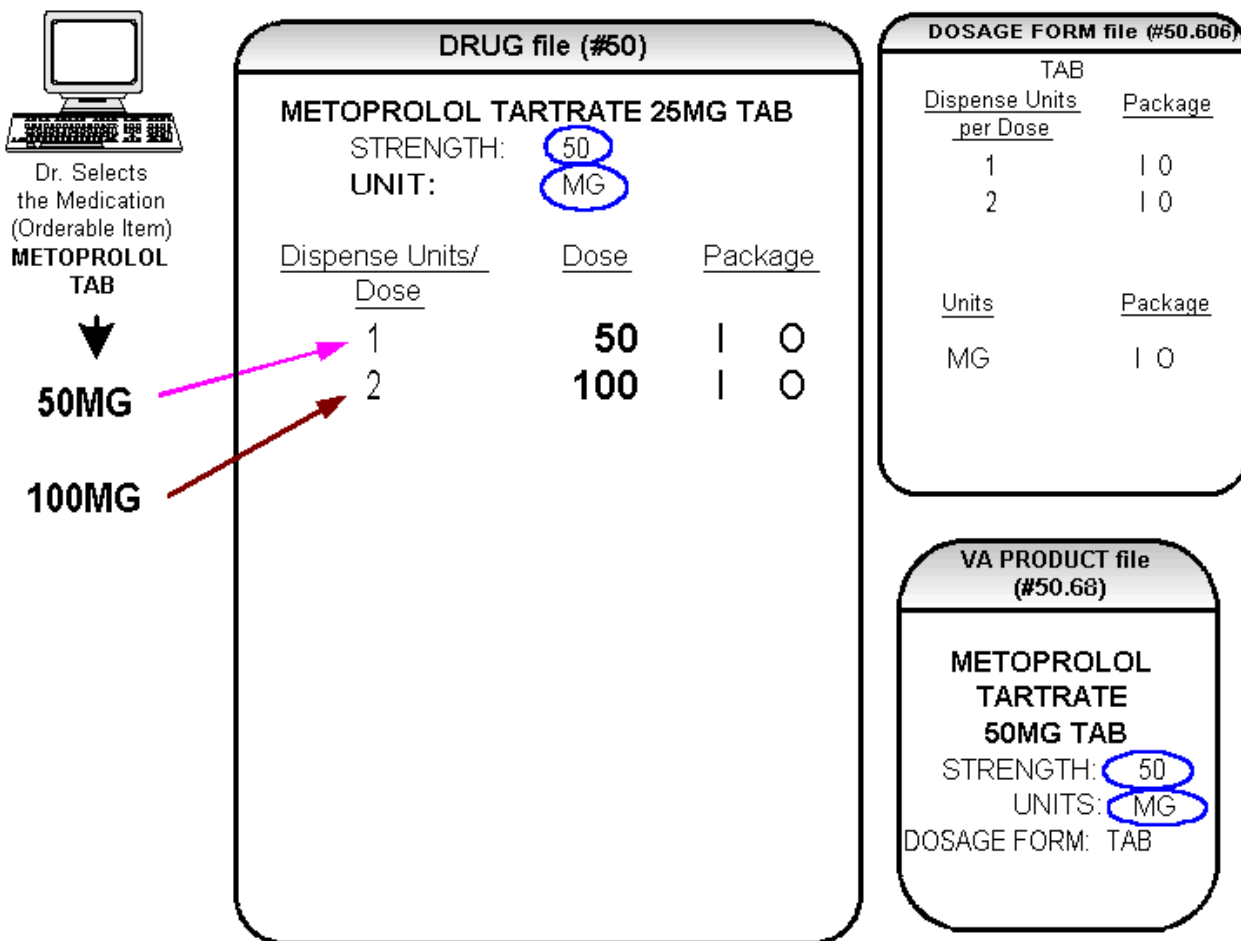 Dr. Selects
the Medication
(Orderable Item)
METOPROLOL
TAB
50MG
100MG
DRUG file (#50)
METOPROLOL TARTRATE 25MG TAB
STRENGTH: 50
UNIT: MG
Dispense Units/ Dose Package
Dose
1 50 I O
2 100 I O
DOSAGE FORM file (#50.606)
TAB
Dispense Units Package
per Dose
1 I O
2 I O
Units Package
MG I O
VA PRODUCT file
(#50.68)
METOPROLOL
TARTRATE
50MG TAB
STRENGTH: 50
UNITS: MG
DOSAGE FORM: TAB